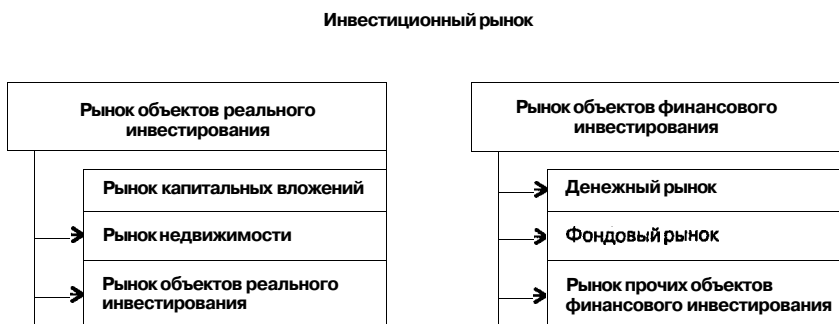 Инвестиционный рынок
Рынок объектов реального
инвестирования
Рынок капитальных вложений
Рынок недвижимости
Рынок объектов реального
инвестирования
Рынок объектов финансового
инвестирования
Денежный рынок
Фондовый рынок
Рынок прочих объектов
финансового инвестирования